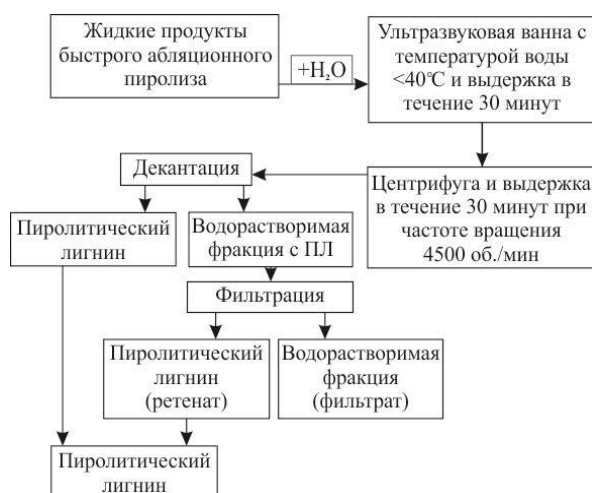 Жидкие продукты
быстрого абляционного
пиролиза
+H₂O
Ультразвуковая ванна с
температурой воды
<40℃ и выдержка в
течение 30 минут
Декантация
Центрифуга и выдержка
в течение 30 минут при
частоте вращения
4500 об./мин
Пиролитический
лигнин
Водорастворимая
фракция с ПЛ
Фильтрация
Пиролитический
лигнин
(ретенат)
Водорастворимая
фракция
(фильтрат)
Пиролитический
лигнин